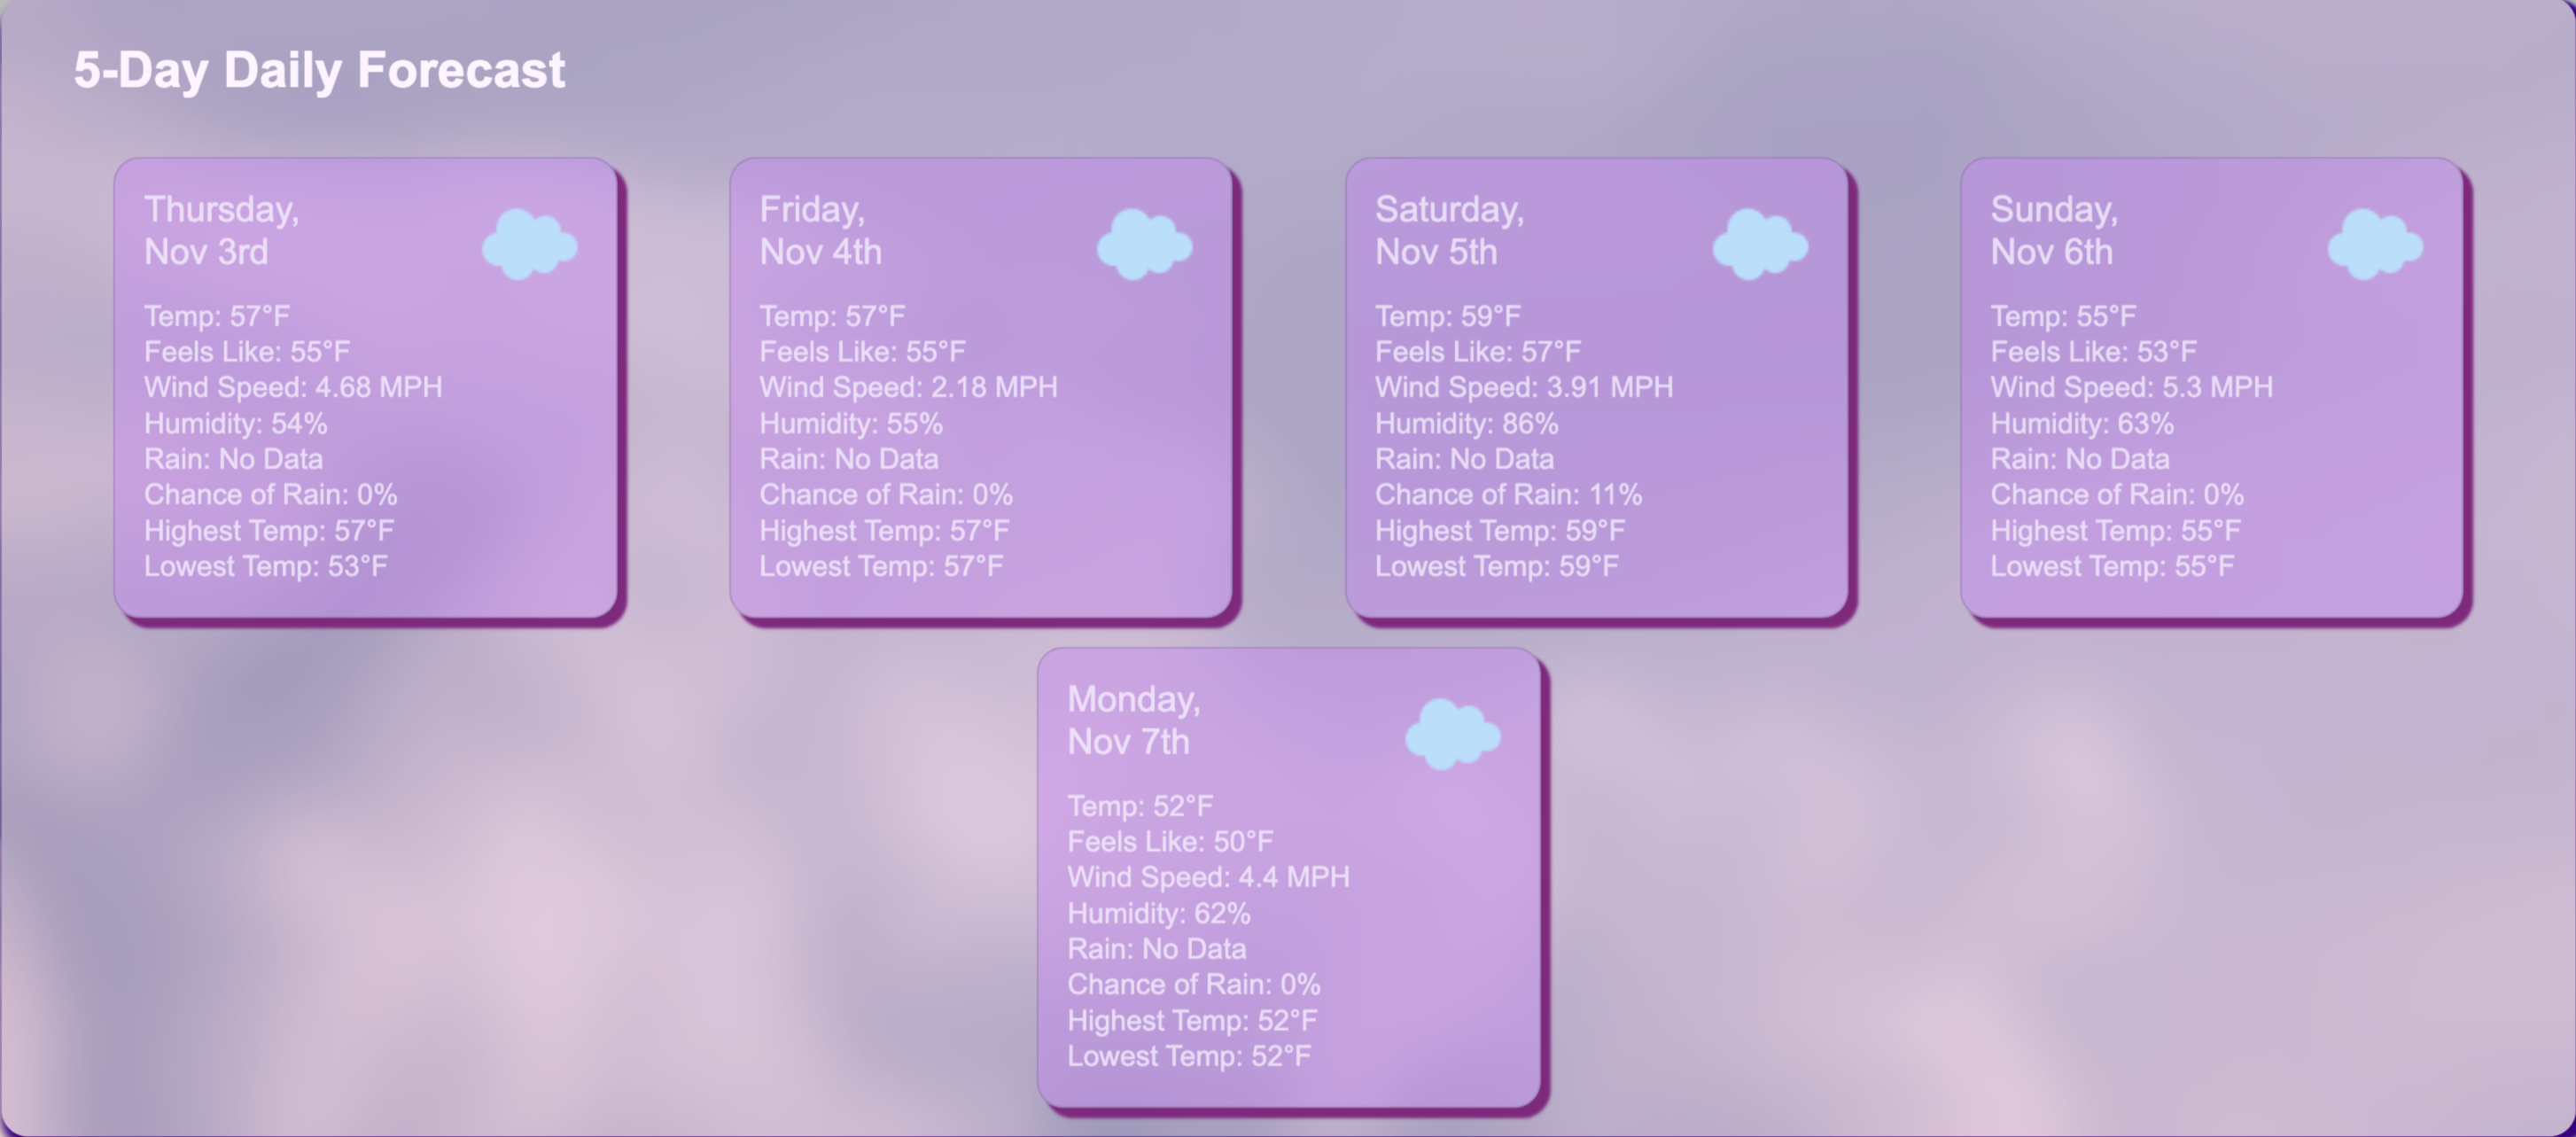 5-Day Daily Forecast
Thursday,
Nov 3rd
Temp: 57°F
Feels Like: 55°F
Wind Speed: 4.68 MPH
Humidity: 54%
Rain: No Data
Chance of Rain: 0%
Highest Temp: 57°F
Lowest Temp: 53°F
Friday,
Nov 4th
Temp: 57°F
Feels Like: 55°F
Wind Speed: 2.18 MPH
Humidity: 55%
Rain: No Data
Chance of Rain: 0%
Highest Temp: 57°F
Lowest Temp: 57°F
Saturday,
Nov 5th
Temp: 59°F
Feels Like: 57°F
Wind Speed: 3.91 MPH
Humidity: 86%
Rain: No Data
Chance of Rain: 11%
Highest Temp: 59°F
Lowest Temp: 59°F
Sunday,
Nov 6th
Temp: 55°F
Feels Like: 53°F
Wind Speed: 5.3 MPH
Humidity: 63%
Rain: No Data
Chance of Rain: 0%
Highest Temp: 55°F
Lowest Temp: 55°F
Monday,
Nov 7th
Temp: 52°F
Feels Like: 50°F
Wind Speed: 4.4 MPH
Humidity: 62%
Rain: No Data
Chance of Rain: 0%
Highest Temp: 52°F
Lowest Temp: 52°F